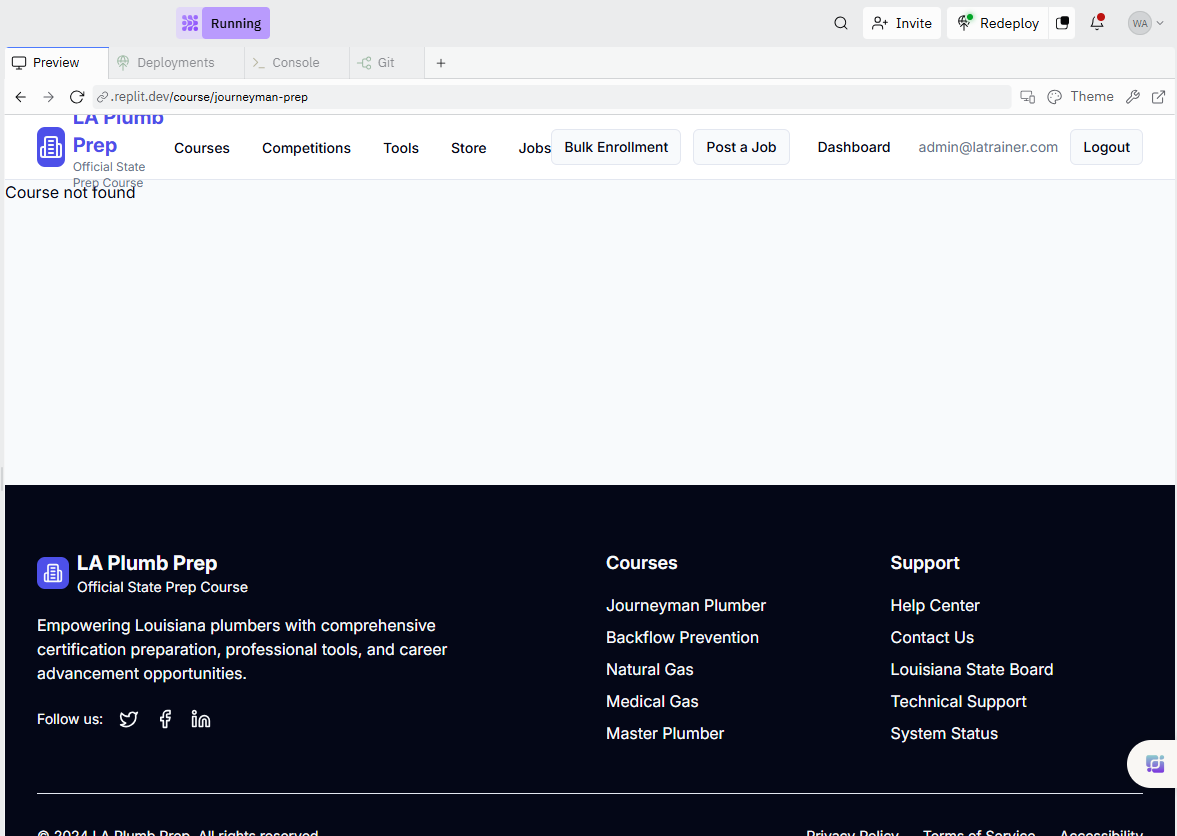 Running
Invite
Redeploy
WA
Preview
Deployments
Console
Git
.replit.dev/course/journeyman-prep
Theme
LA Plumb
Prep
Official State
Prep Course
Courses
Competitions
Tools
Store
Jobs
Bulk Enrollment
Post a Job
Dashboard
admin@latrainer.com
Logout
Course not found
LA Plumb Prep
Official State Prep Course
Empowering Louisiana plumbers with comprehensive
certification preparation, professional tools, and career
advancement opportunities.
Follow us:
Courses
Journeyman Plumber
Backflow Prevention
Natural Gas
Medical Gas
Master Plumber
Support
Help Center
Contact Us
Louisiana State Board
Technical Support
System Status
© 2024 LA Plumb Prep. All rights reserved.
Privacy Policy
Terms of Service
Accessibility